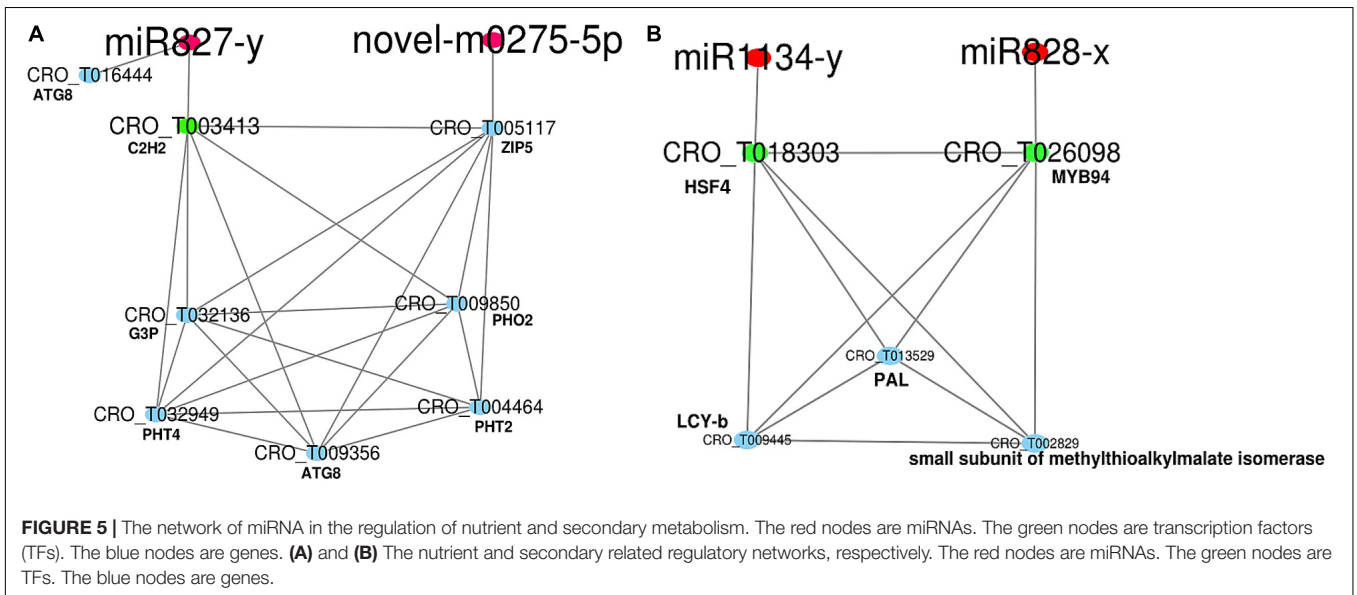 A
miR827-y
novel-m0275-5p
CRO_T016444
ATG8
CRO_T003413
C2H2
CRO_T005117
ZIP5
CRO_T032136
G3P
CRO_T009850
PHO2
CRO_T032949
PHT4
CRO_T004464
PHT2
CRO_T009356
ATG8
B
miR1134-y
miR828-x
CRO_T018303
HSF4
CRO_T026098
MYB94
CRO_T013529
PAL
LCY-b
CRO_T009445
CRO_T002829
small subunit of methylthioalkylmalate isomerase
FIGURE 5 | The network of miRNA in the regulation of nutrient and secondary metabolism. The red nodes are miRNAs. The green nodes are transcription factors
(TFs). The blue nodes are genes. (A) and (B) The nutrient and secondary related regulatory networks, respectively. The red nodes are miRNAs. The green nodes are
TFs. The blue nodes are genes.